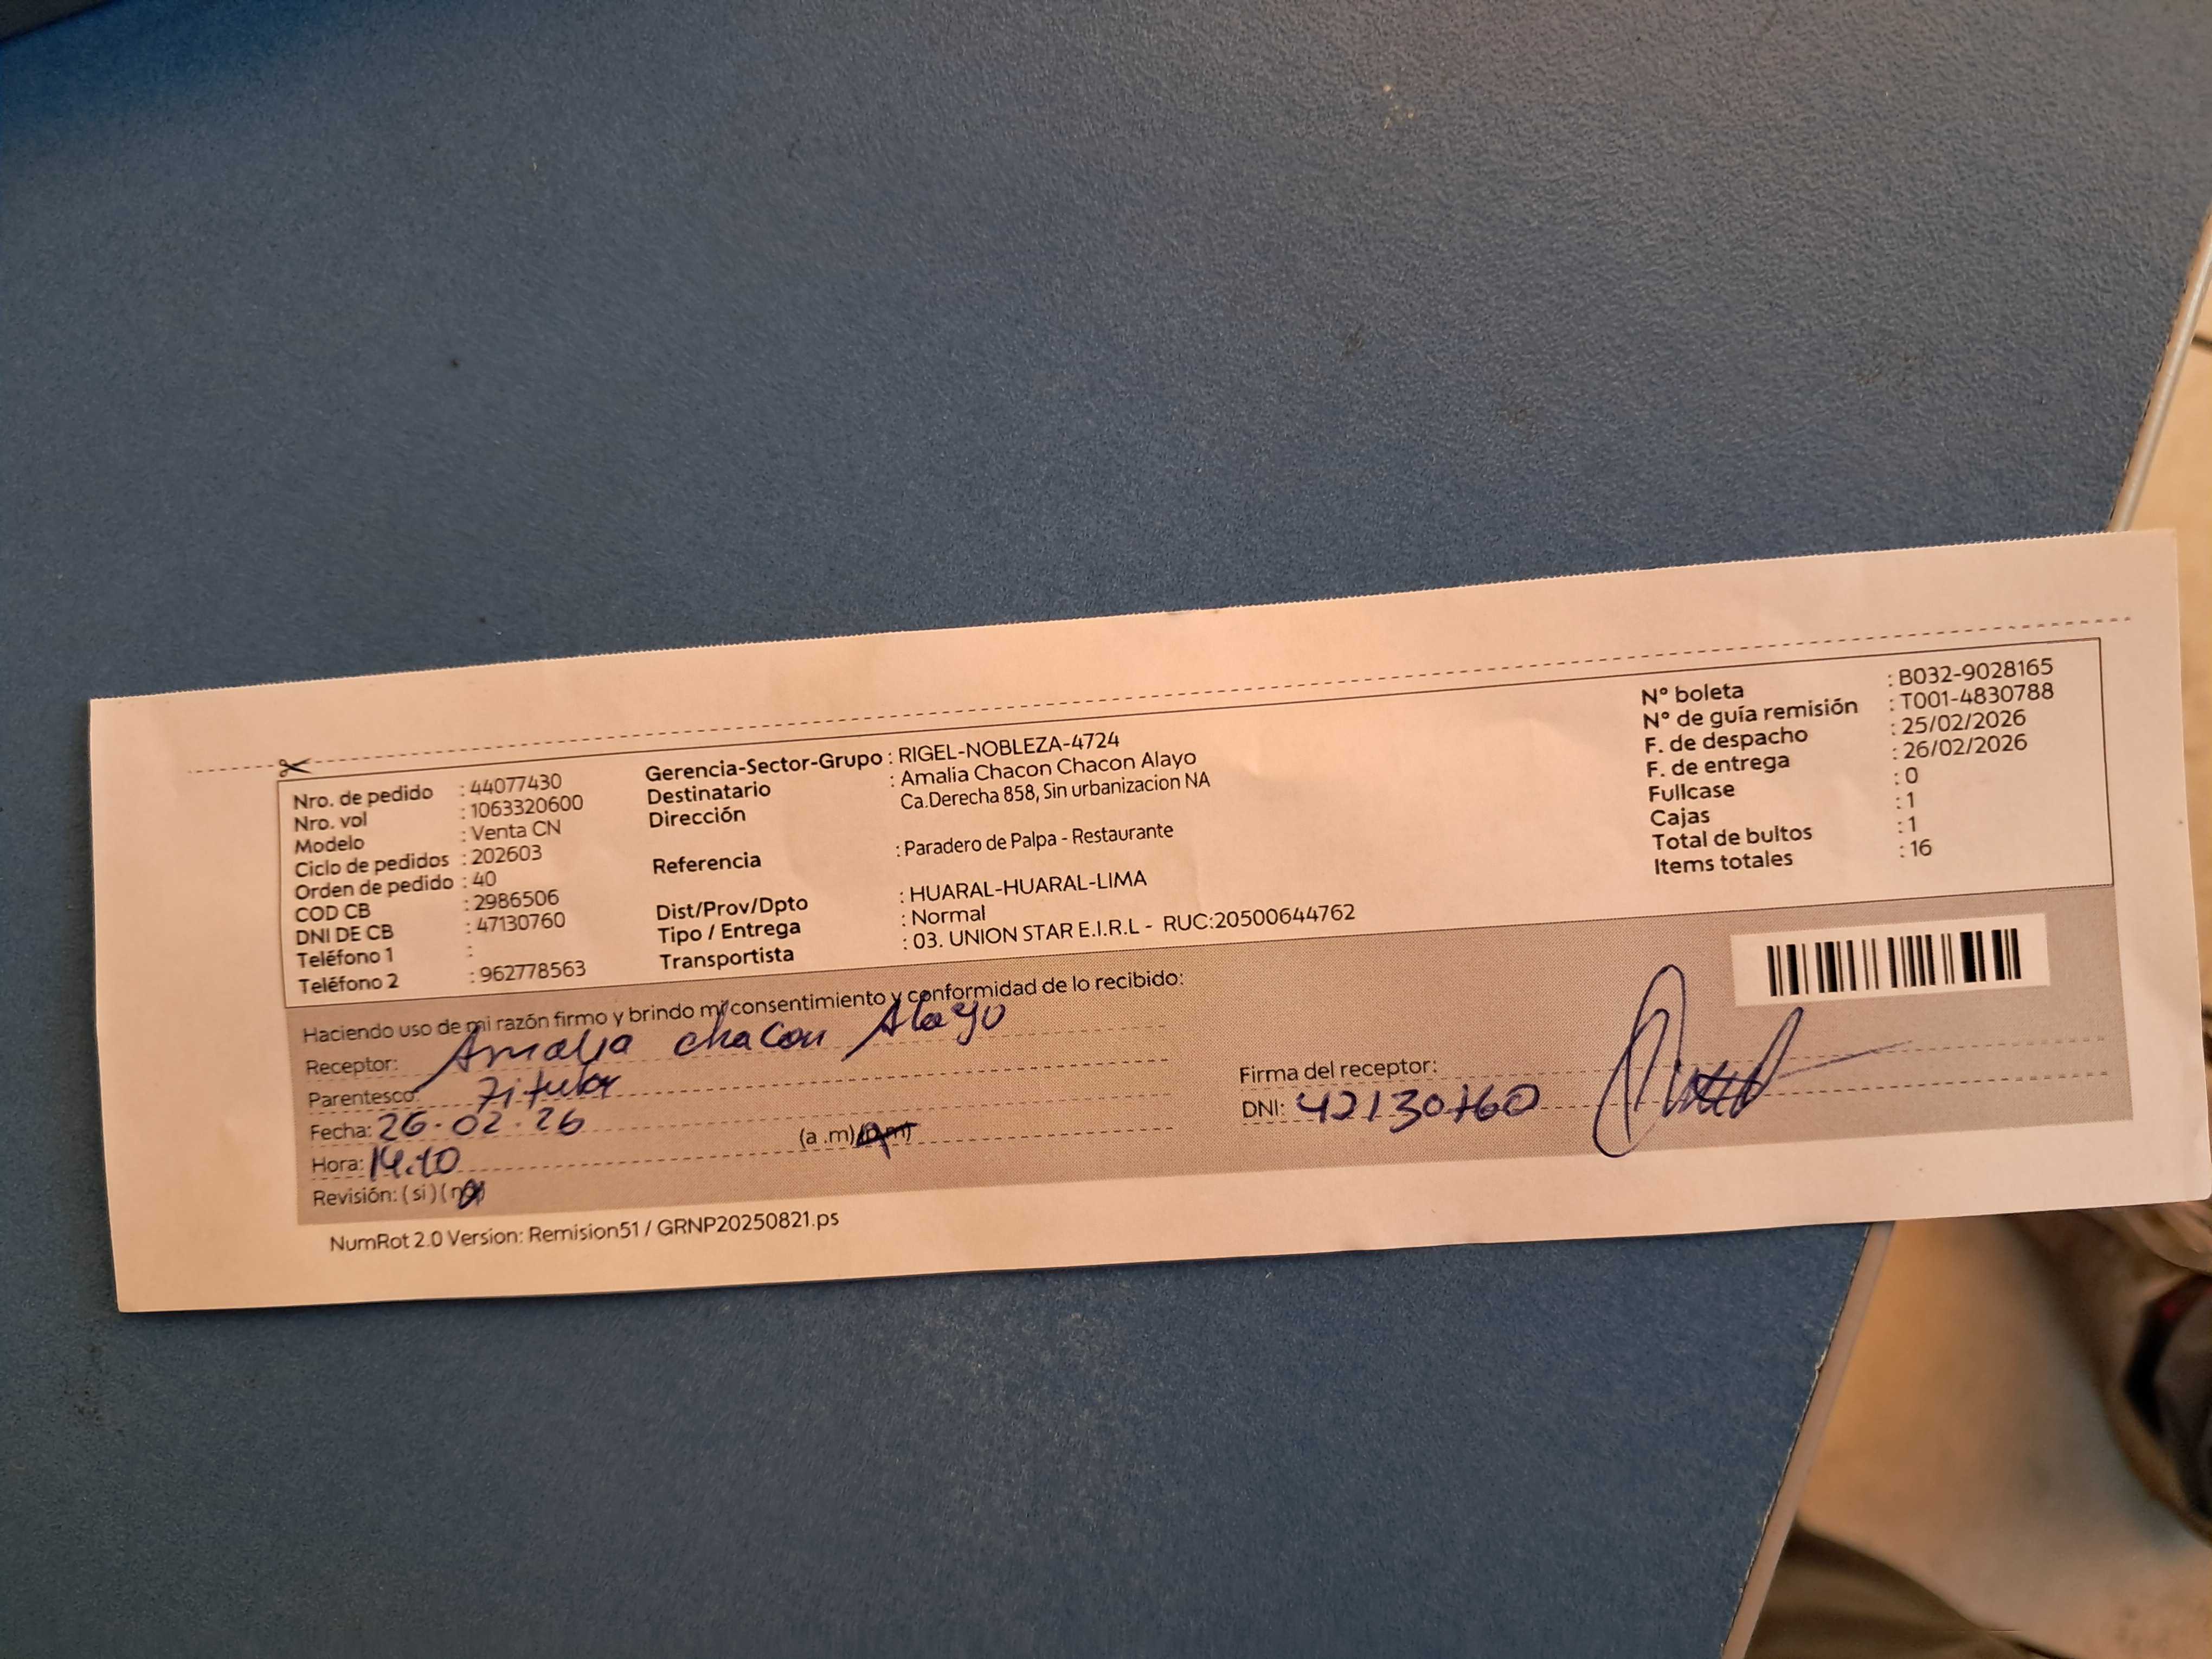 Nro. de pedido : 44077430
Nro. vol : 1063320600
Modelo : Venta CN
Ciclo de pedidos : 202603
Orden de pedido : 40
COD CB : 2986506
DNI DE CB : 47130760
Teléfono 1 :
Teléfono 2 : 962778563
Gerencia-Sector-Grupo : RIGEL-NOBLEZA-4724
Destinatario : Amalia Chacon Chacon Alayo
Dirección Ca.Derecha 858, Sin urbanizacion NA
Referencia : Paradero de Palpa - Restaurante
Dist/Prov/Dpto : HUARAL-HUARAL-LIMA
Tipo / Entrega : Normal
Transportista : 03. UNION STAR E.I.R.L - RUC:20500644762
N° boleta : B032-9028165
N° de guía remisión : T001-4830788
F. de despacho : 25/02/2026
F. de entrega : 26/02/2026
Fullcase : 0
Cajas : 1
Total de bultos : 1
Items totales : 16
Haciendo uso de mi razón firmo y brindo mi consentimiento y conformidad de lo recibido:
Receptor: Amalia chacon Alayo
Parentesco: Titular
Fecha: 26.02.26
Hora: 14:10 (a .m) (p.m)
Revisión: ( si ) ( no )
Firma del receptor:
DNI: 42130760
NumRot 2.0 Version: Remision51 / GRNP20250821.ps